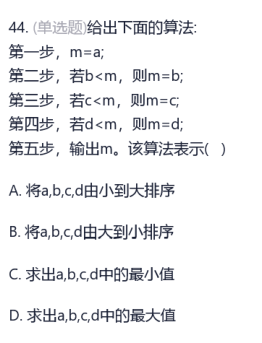 44. (单选题)给出下面的算法:
第一步，m=a;
第二步，若b<m，则m=b;
第三步，若c<m，则m=c;
第四步，若d<m，则m=d;
第五步，输出m。该算法表示( )
A. 将a,b,c,d由小到大排序
B. 将a,b,c,d由大到小排序
C. 求出a,b,c,d中的最小值
D. 求出a,b,c,d中的最大值